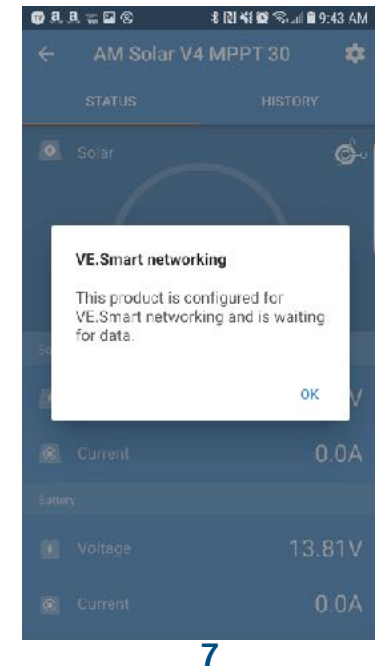 9:43 AM
AM Solar V4 MPPT 30
STATUS HISTORY
Solar
VE.Smart networking
This product is configured for
VE.Smart networking and is waiting
for data.
OK
V
Current 0.0A
Battery
Voltage 13.81V
Current 0.0A
7